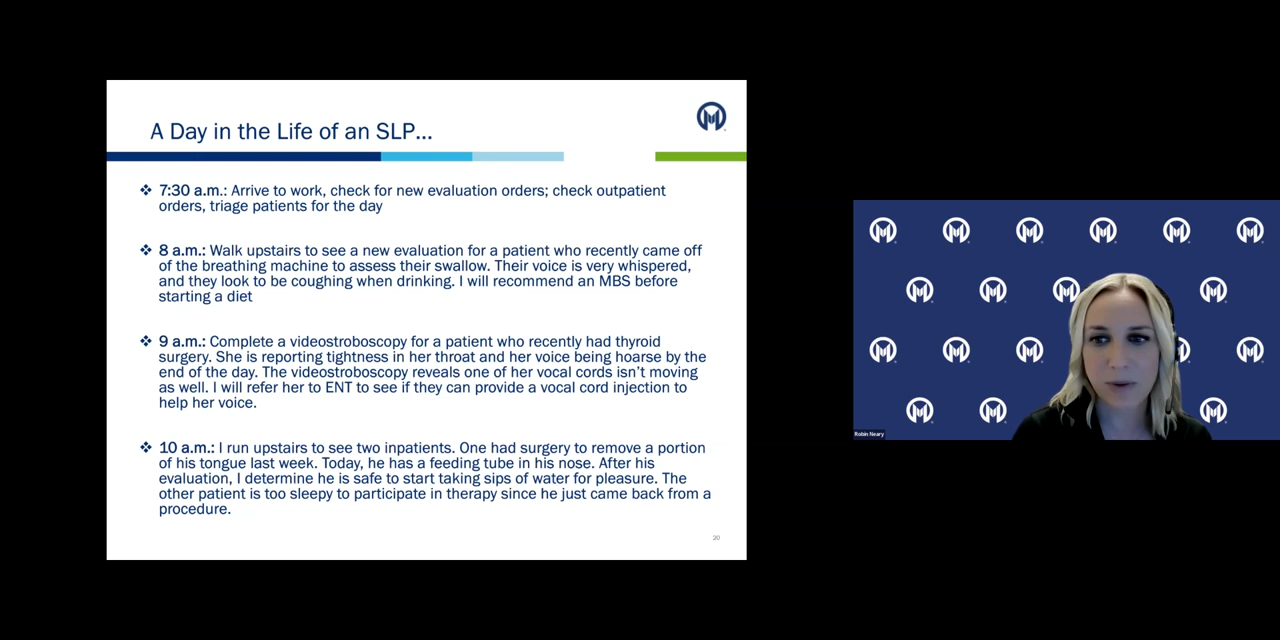 A Day in the Life of an SLP...
❖ 7:30 a.m.: Arrive to work, check for new evaluation orders; check outpatient
orders, triage patients for the day
❖ 8 a.m.: Walk upstairs to see a new evaluation for a patient who recently came off
of the breathing machine to assess their swallow. Their voice is very whispered,
and they look to be coughing when drinking. I will recommend an MBS before
starting a diet
❖ 9 a.m.: Complete a videostroboscopy for a patient who recently had thyroid
surgery. She is reporting tightness in her throat and her voice being hoarse by the
end of the day. The videostroboscopy reveals one of her vocal cords isn't moving
as well. I will refer her to ENT to see if they can provide a vocal cord injection to
help her voice.
❖ 10 a.m.: I run upstairs to see two inpatients. One had surgery to remove a portion
of his tongue last week. Today, he has a feeding tube in his nose. After his
evaluation, I determine he is safe to start taking sips of water for pleasure. The
other patient is too sleepy to participate in therapy since he just came back from a
procedure.
20
Robin Neary